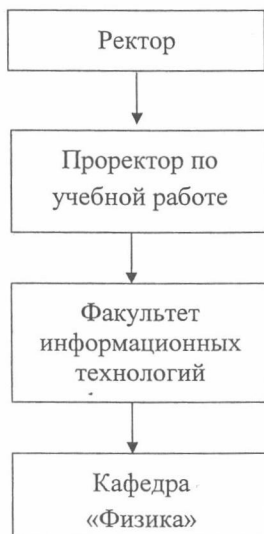 Ректор
Проректор по
учебной работе
Факультет
информационных
технологий
Кафедра
«Физика»